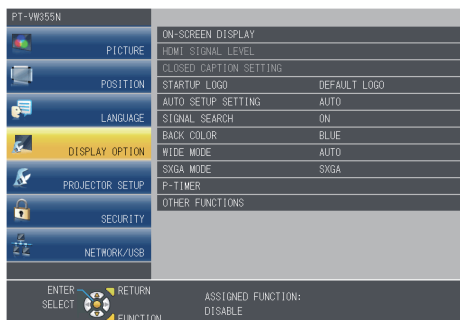 PT-VW355N
PICTURE
POSITION
LANGUAGE
DISPLAY OPTION
PROJECTOR SETUP
SECURITY
NETWORK/USB
ON-SCREEN DISPLAY
HDMI SIGNAL LEVEL
CLOSED CAPTION SETTING
STARTUP LOGO DEFAULT LOGO
AUTO SETUP SETTING AUTO
SIGNAL SEARCH ON
BACK COLOR BLUE
WIDE MODE AUTO
SXGA MODE SXGA
P-TIMER
OTHER FUNCTIONS
ENTER RETURN
SELECT
FUNCTION
ASSIGNED FUNCTION:
DISABLE